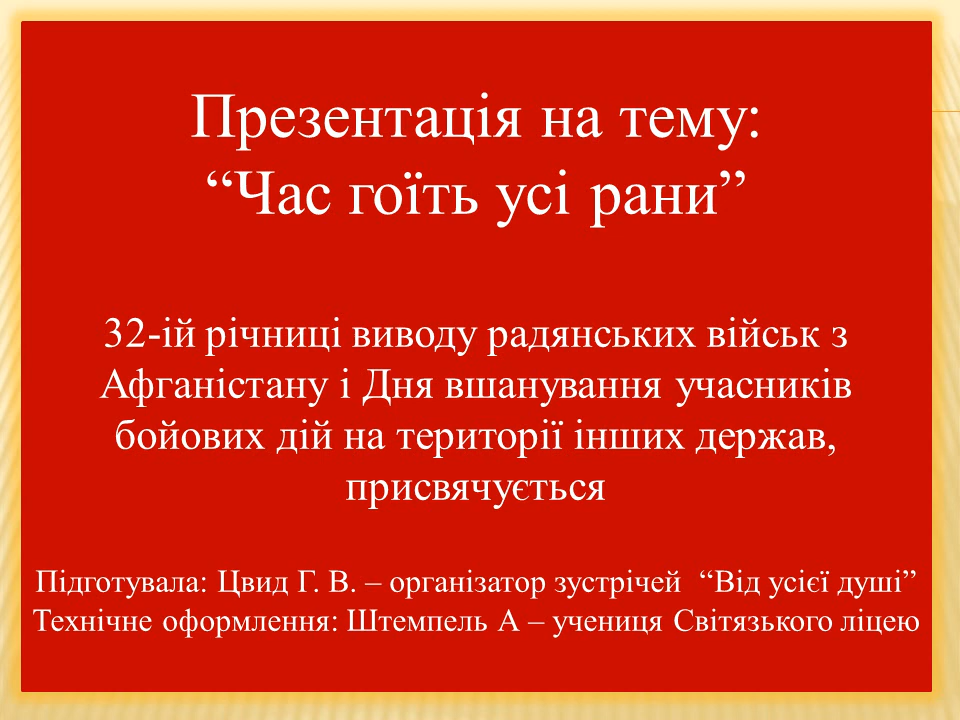 Презентація на тему:
“Час гоїть усі рани”
32-ій річниці виводу радянських військ з
Афганістану і Дня вшанування учасників
бойових дій на території інших держав,
присвячується
Підготувала: Цвид Г. В. – організатор зустрічей “Від усієї душі”
Технічне оформлення: Штемпель А – учениця Світязького ліцею